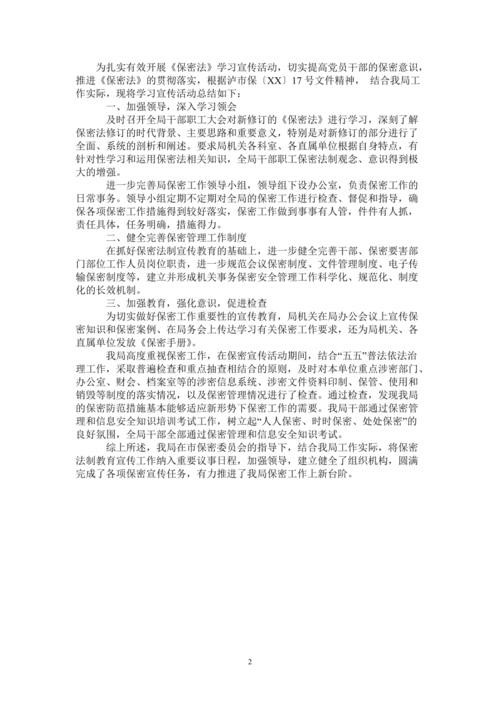 为扎实有效开展《保密法》学习宣传活动，切实提高党员干部的保密意识，
推进《保密法》的贯彻落实，根据泸市保〔XX〕17 号文件精神， 结合我局工
作实际，现将学习宣传活动总结如下：
一、加强领导，深入学习领会
及时召开全局干部职工大会对新修订的《保密法》进行学习，深刻了解
保密法修订的时代背景、主要思路和重要意义，特别是对新修订的部分进行了
全面、系统的剖析和阐述。要求局机关各科室、各直属单位根据自身特点，有
针对性学习和运用保密法相关知识，全局干部职工保密法制观念、意识得到极
大的增强。
进一步完善局保密工作领导小组，领导组下设办公室，负责保密工作的
日常事务。领导小组定期不定期对全局的保密工作进行检查、督促和指导，确
保各项保密工作措施得到较好落实，保密工作做到事事有人管，件件有人抓，
责任具体，任务明确，措施得力。
二、健全完善保密管理工作制度
在抓好保密法制宣传教育的基础上，进一步健全完善干部、保密要害部
门部位工作人员岗位职责，进一步规范会议保密制度、文件管理制度、电子传
输保密制度等，建立并形成机关事务保密安全管理工作科学化、规范化、制度
化的长效机制。
三、加强教育，强化意识，促进检查
为切实做好保密工作重要性的宣传教育，局机关在局办公会议上宣传保
密知识和保密案例、在局务会上传达学习有关保密工作要求，还为局机关、各
直属单位发放《保密手册》。
我局高度重视保密工作，在保密宣传活动期间，结合“五五”普法依法治
理工作，采取普遍检查和重点抽查相结合的原则，及时对本单位重点涉密部门、
办公室、财会、档案室等的涉密信息系统、涉密文件资料印制、保管、使用和
销毁等制度的落实情况，以及保密管理情况进行了检查。通过检查，发现我局
的保密防范措施基本能够适应新形势下保密工作的需要。我局干部通过保密管
理和信息安全知识培训考试工作，树立起“人人保密、时时保密、处处保密”的
良好氛围，全局干部全部通过保密管理和信息安全知识考试。
综上所述，我局在市保密委员会的指导下，结合我局工作实际，将保密
法制教育宣传工作纳入重要议事日程，加强领导，建立健全了组织机构，圆满
完成了各项保密宣传任务，有力推进了我局保密工作上新台阶。
2